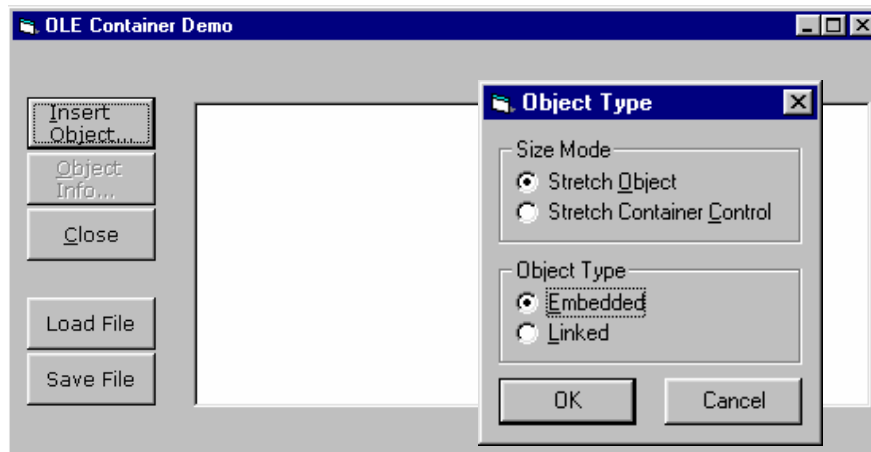 OLE Container Demo
Insert
Object...
Object
Info...
Close
Load File
Save File
Object Type
Size Mode
Stretch Object
Stretch Container Control
Object Type
Embedded
Linked
OK
Cancel